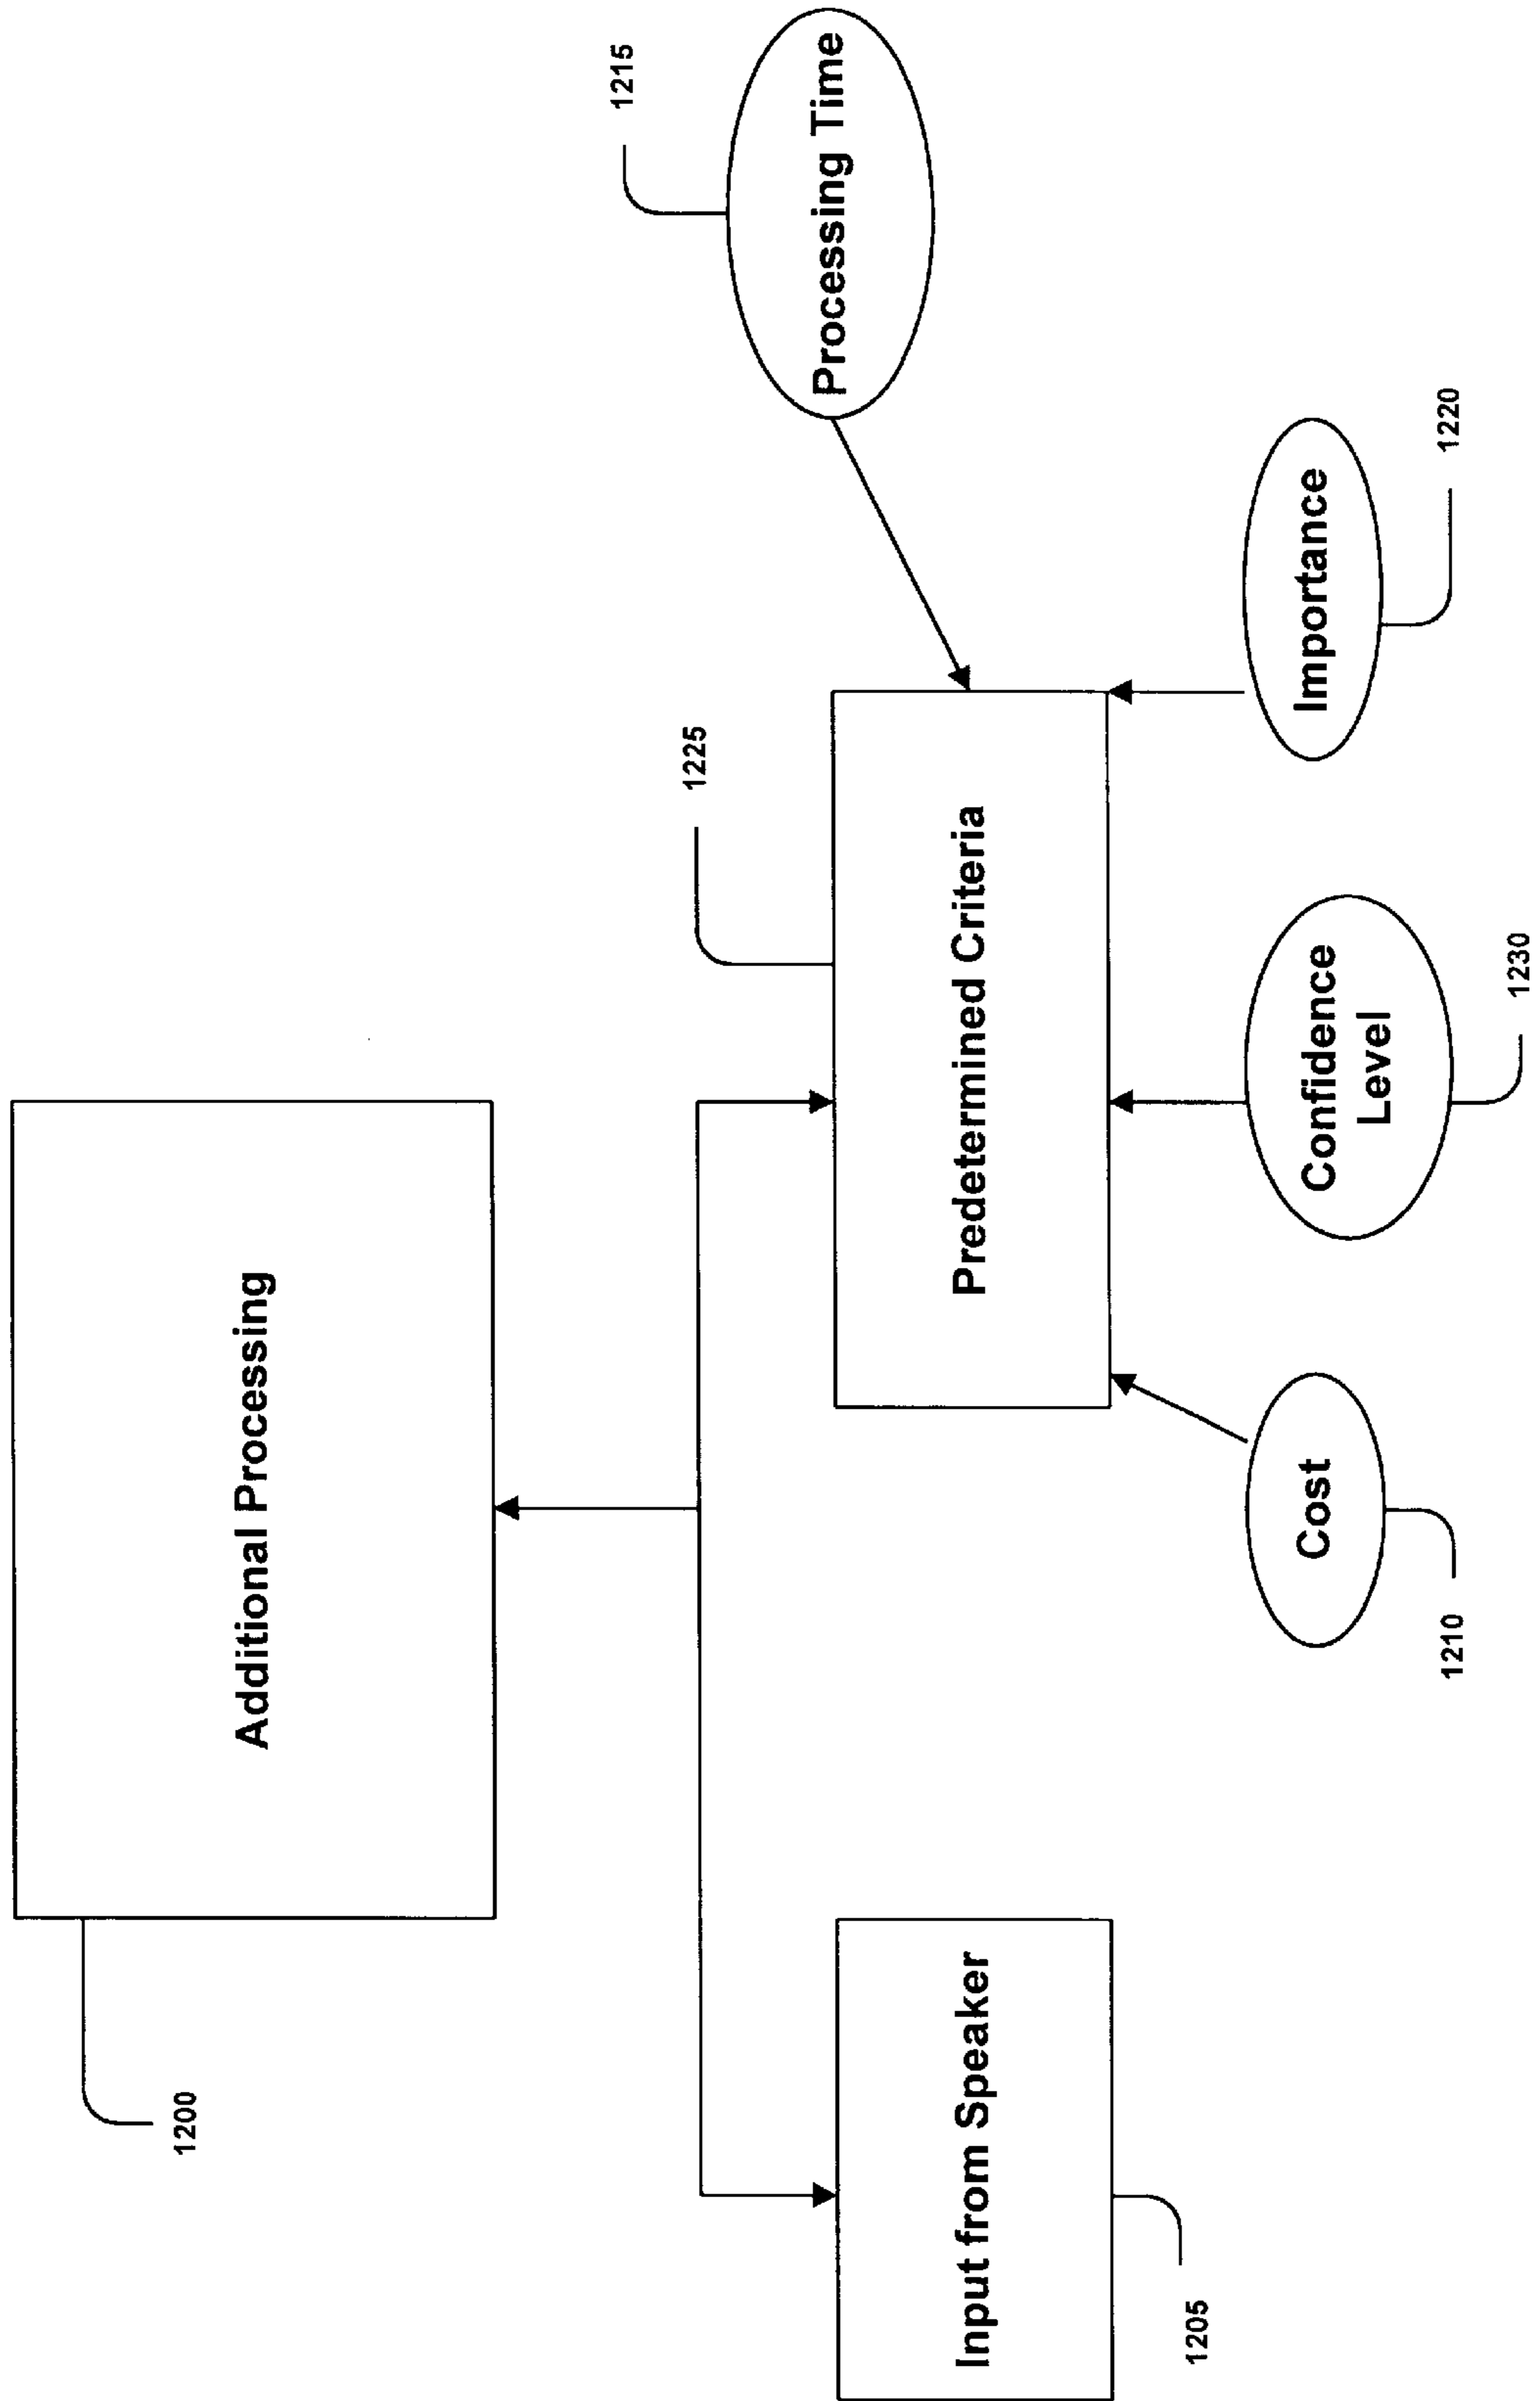 1200
Additional Processing
1205
Input from Speaker
1225
Predetermined Criteria
1215
Processing Time
1210
Cost
Confidence
Level
1230
Importance
1220